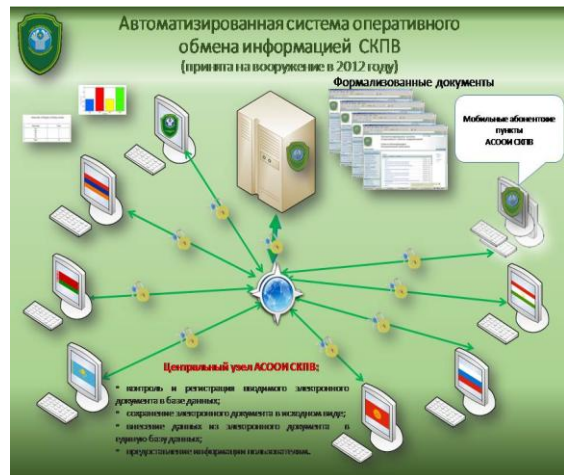 Автоматизированная система оперативного
обмена информацией СКПВ
(принята на вооружение в 2012 году)
Формализованные документы
Мобильные абонентские
пункты
АСООИ СКПВ
Центральный узел АСООИ СКПВ:
* контроль и регистрация вводимого электронного
документа в базе данных;
* сохранение электронного документа в исходном виде;
* внесение данных из электронного документа в
единую базу данных;
* предоставление информации пользователям.